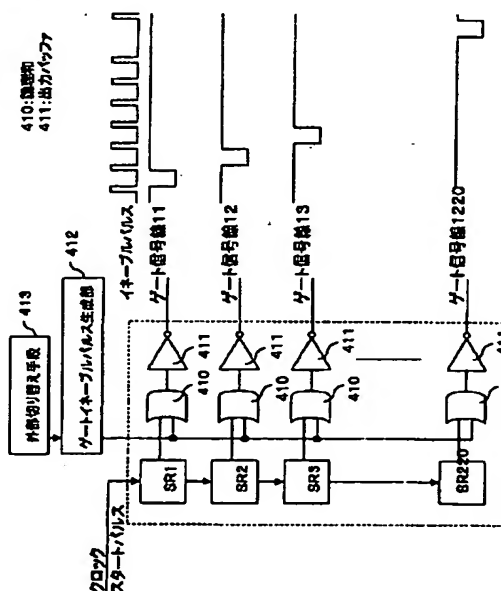 410:論理和
411:出力バッファ
413
外部切り替え手段
412
ゲートイネーブルパルス生成部
イネーブルパルス
ゲート信号線11
ゲート信号線12
ゲート信号線13
ゲート信号線1220
411
411
411
410
410
410
SR1
SR2
SR3
SR220
クロック
スタートパルス